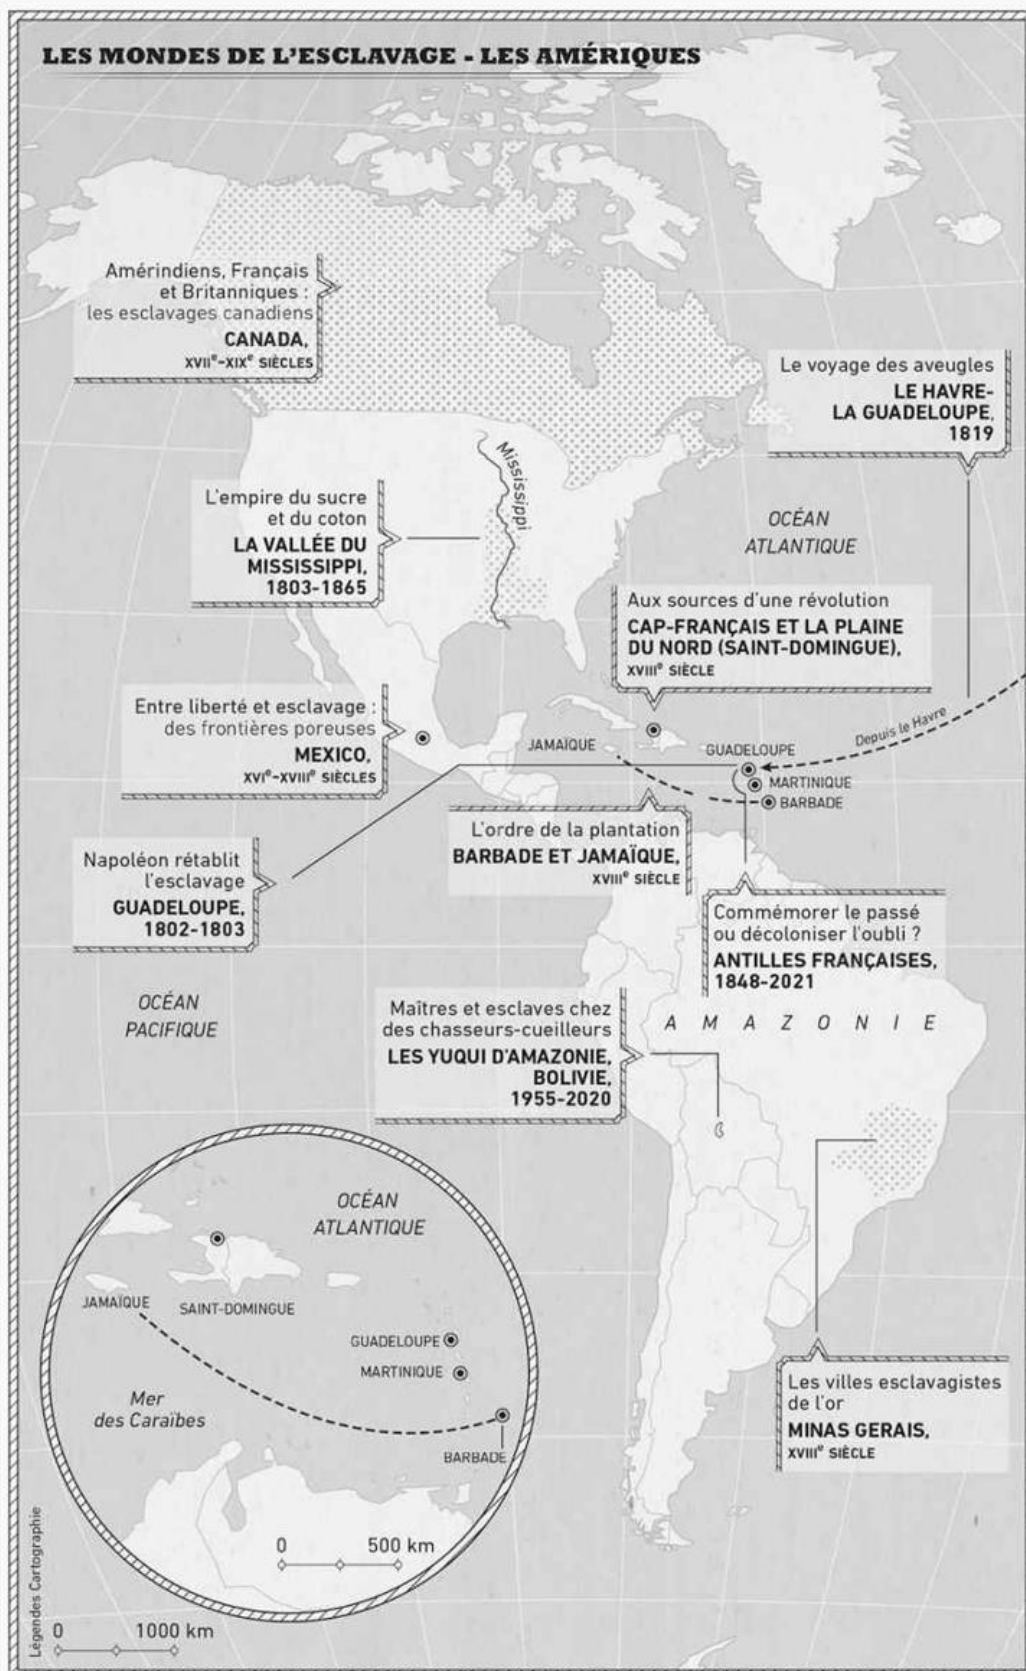 LES MONDES DE L'ESCLAVAGE - LES AMÉRIQUES
Amérindiens, Français
et Britanniques :
les esclavages canadiens
CANADA,
XVIIᵉ-XIXᵉ SIÈCLES
Le voyage des aveugles
LE HAVRE-
LA GUADELOUPE,
1819
Mississippi
L'empire du sucre
et du coton
LA VALLÉE DU
MISSISSIPPI,
1803-1865
OCÉAN
ATLANTIQUE
Aux sources d'une révolution
CAP-FRANÇAIS ET LA PLAINE
DU NORD (SAINT-DOMINGUE),
XVIIIᵉ SIÈCLE
Entre liberté et esclavage :
des frontières poreuses
MEXICO,
XVIᵉ-XVIIIᵉ SIÈCLES
Depuis le Havre
JAMAÏQUE
GUADELOUPE
MARTINIQUE
BARBADE
L'ordre de la plantation
BARBADE ET JAMAÏQUE,
XVIIIᵉ SIÈCLE
Napoléon rétablit
l'esclavage
GUADELOUPE,
1802-1803
Commémorer le passé
ou décoloniser l'oubli ?
ANTILLES FRANÇAISES,
1848-2021
OCÉAN
PACIFIQUE
Maîtres et esclaves chez
des chasseurs-cueilleurs
LES YUQUI D'AMAZONIE,
BOLIVIE,
1955-2020
AMAZONIE
OCÉAN
ATLANTIQUE
JAMAÏQUE
SAINT-DOMINGUE
GUADELOUPE
MARTINIQUE
Mer
des Caraïbes
BARBADE
0 500 km
Les villes esclavagistes
de l'or
MINAS GERAIS,
XVIIIᵉ SIÈCLE
Légendes Cartographie
0 1000 km